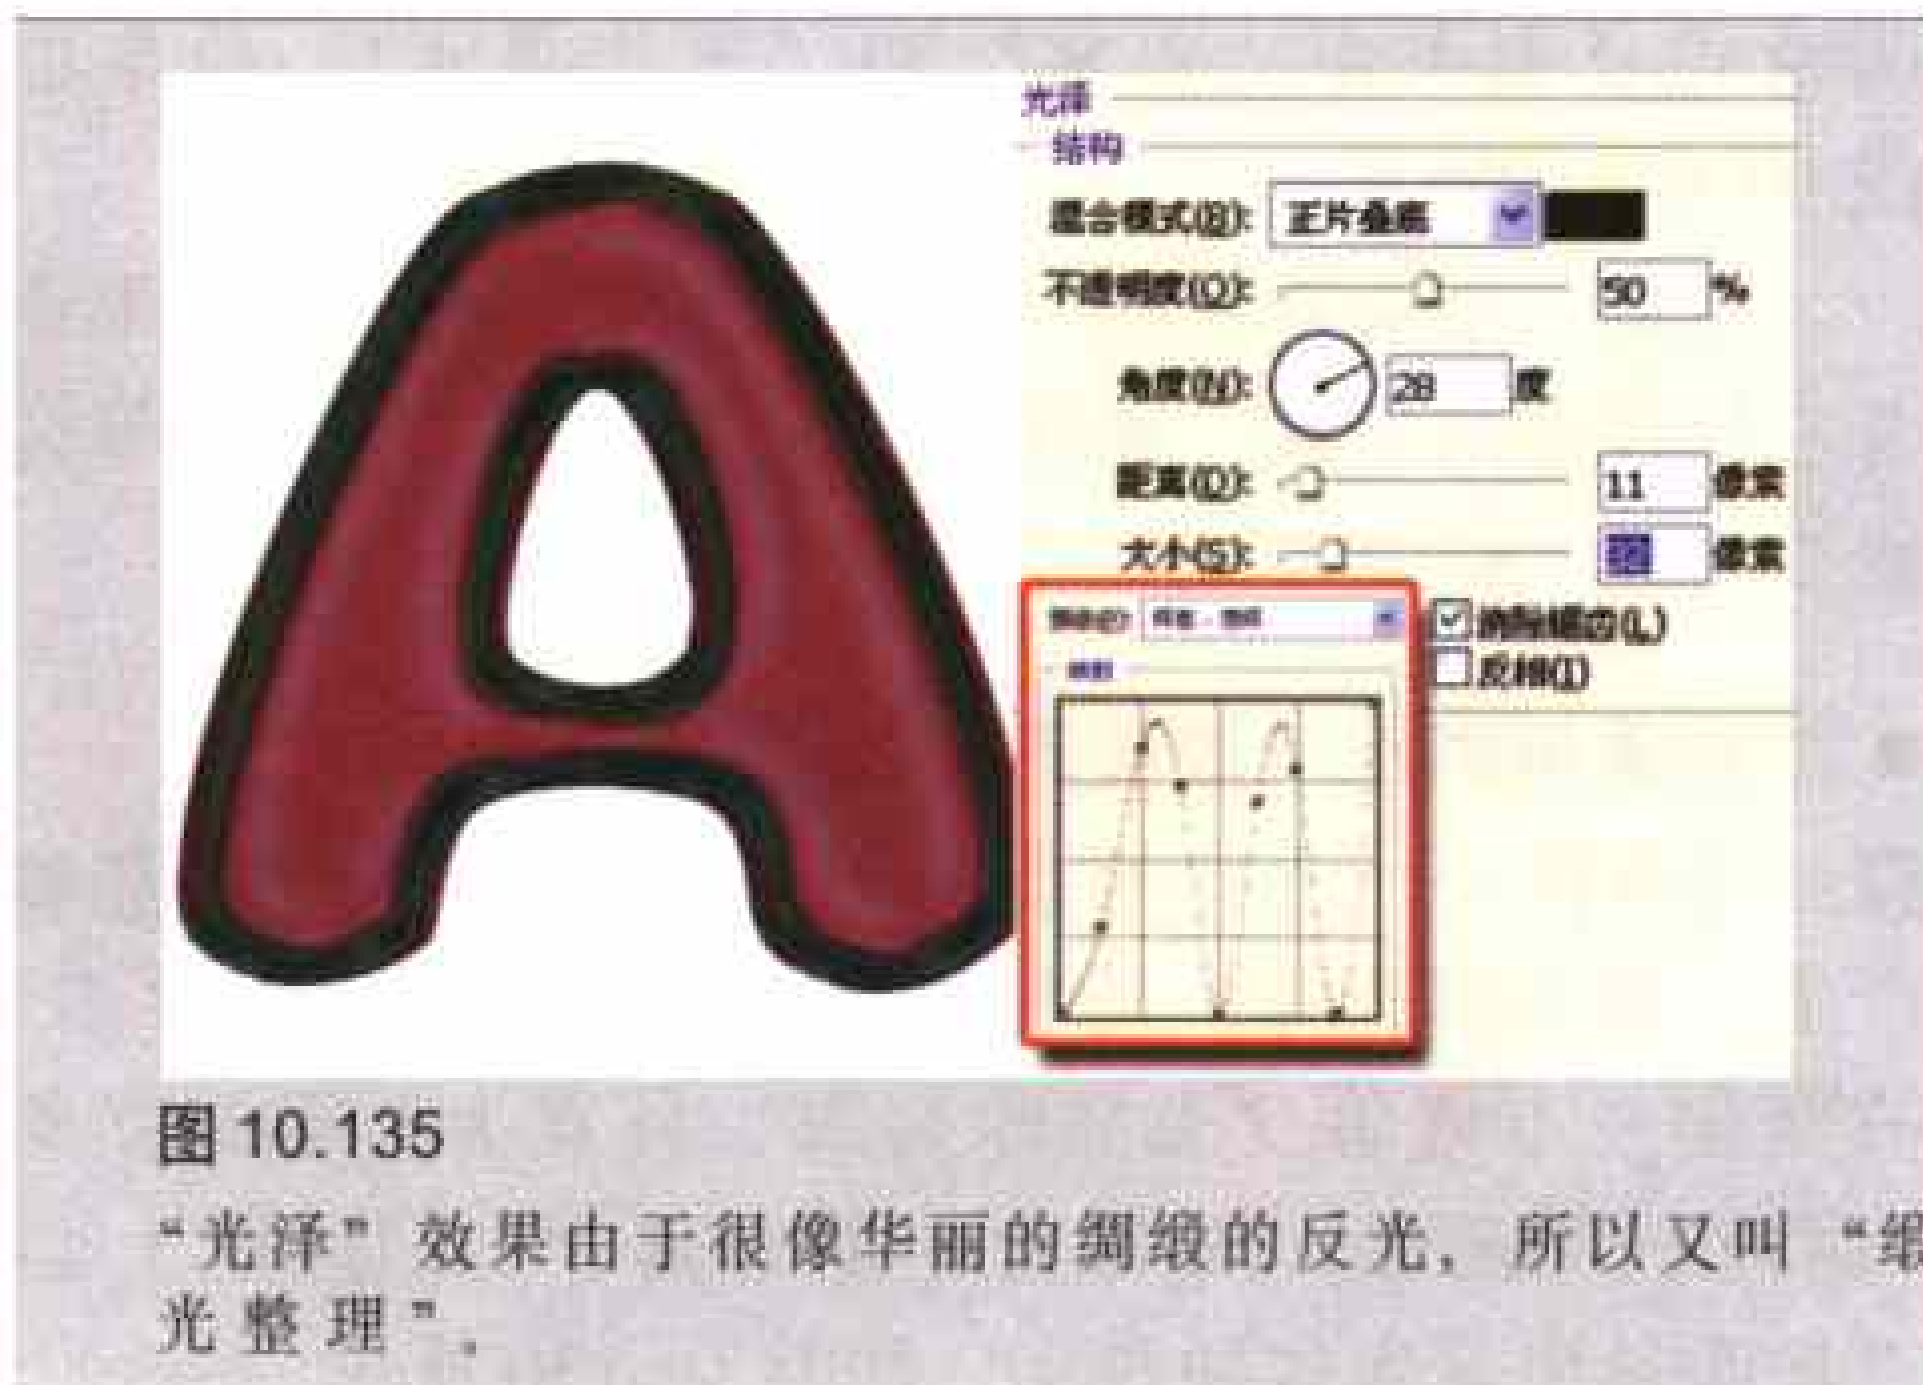 A
光泽
结构
混合模式(B): 正片叠底
不透明度(O): 50 %
角度(N): 28 度
距离(D): 11 像素
大小(S): 像素
消除锯齿(L)
反相(I)
图 10.135
“光泽”效果由于很像华丽的绸缎的反光，所以又叫“缎
光整理”。